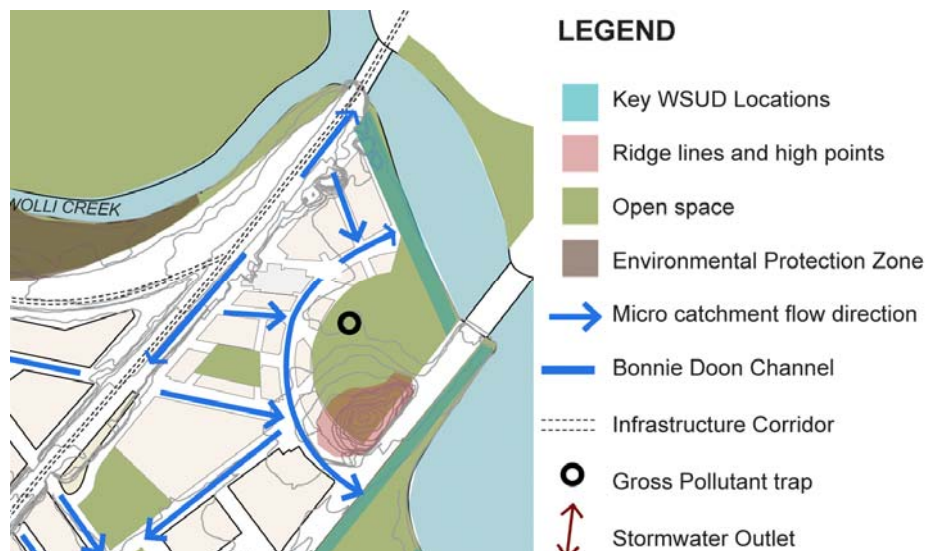 LEGEND
Key WSUD Locations
Ridge lines and high points
Open space
Environmental Protection Zone
Micro catchment flow direction
Bonnie Doon Channel
Infrastructure Corridor
Gross Pollutant trap
Stormwater Outlet
WOLLI CREEK